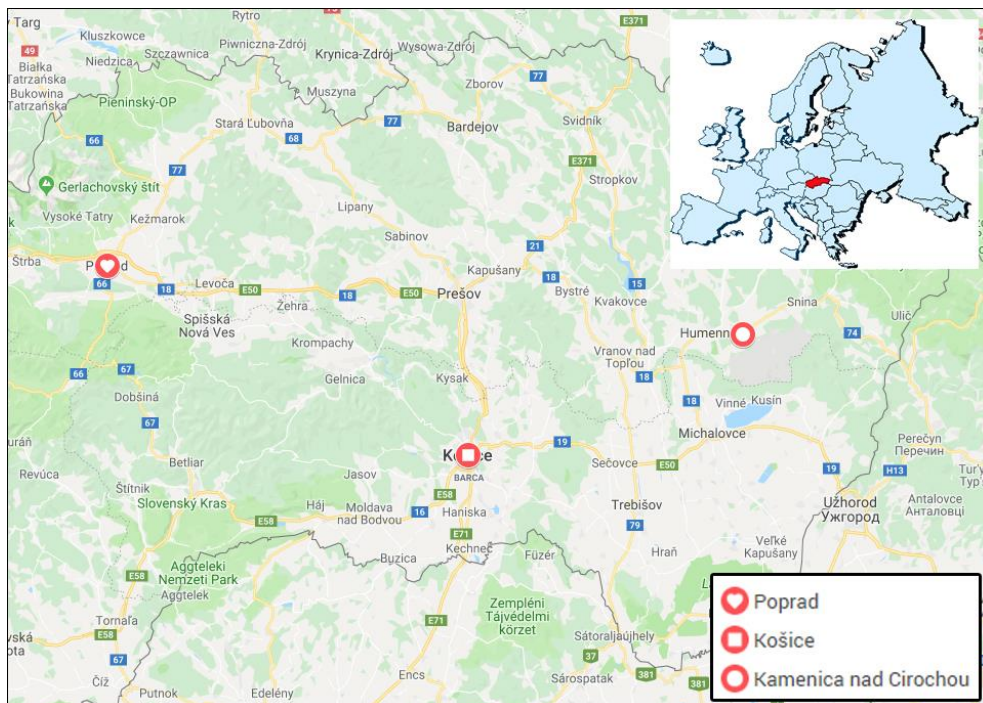 y Targ
Kluszkowce
Rytro
E371
49
Szczawnica
Piwniczna-Zdrój
Krynica-Zdrój
Wysowa-Zdrój
Niedzica
Białka
Tatrzańska
77
Bukowina
Tatrzańska
Pieninský-OP
Muszyna
Zborov
66
Stará Ľubovňa
77
Bardejov
Svidník
68
77
E371
Gerlachovský štít
Stropkov
Vysoké Tatry
Kežmarok
Lipany
Sabinov
21
Štrba
Kapušany
66
18
Levoča
E50
18
E50
Prešov
18
Bystré
15
Kvakovce
Snina
Ulič
Spišská
Nová Ves
Žehra
Humenn
74
Krompachy
Vranov nad
Topľou
66
67
Gelnica
Kysak
18
Dobšiná
18
Vinné
Kusín
67
Michalovce
19
Perečyn
Перечин
Betliar
Sečovce
E50
19
H13
Revúca
Jasov
BARCA
Štítnik
E58
Slovenský Kras
Háj
Moldava
nad Bodvou
16
Haniska
Trebišov
Užhorod
Ужгород
Antalovce
Анталовці
E58
E71
79
Buzica
Kechnec
Füzér
Hraň
Veľké
Kapušany
Aggteleki
Nemzeti Park
E58
Aggtelek
Zempléni
Tájvédelmi
körzet
Tornaľa
E58
E71
Sátoraljaújhely
67
37
Číž
Encs
Sárospatak
381
381
Putnok
Edelény
Poprad
Košice
Kamenica nad Cirochou